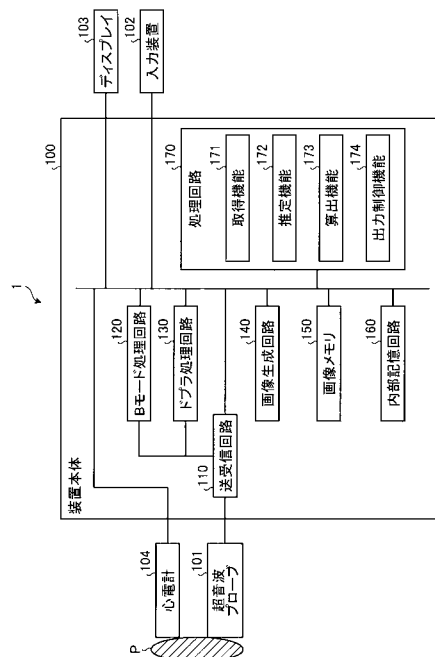 1
P
104
心電計
101
超音波
プローブ
100
装置本体
110
送受信回路
120
Bモード処理回路
130
ドプラ処理回路
140
画像生成回路
150
画像メモリ
160
内部記憶回路
170
処理回路
171
取得機能
172
推定機能
173
算出機能
174
出力制御機能
103
ディスプレイ
102
入力装置